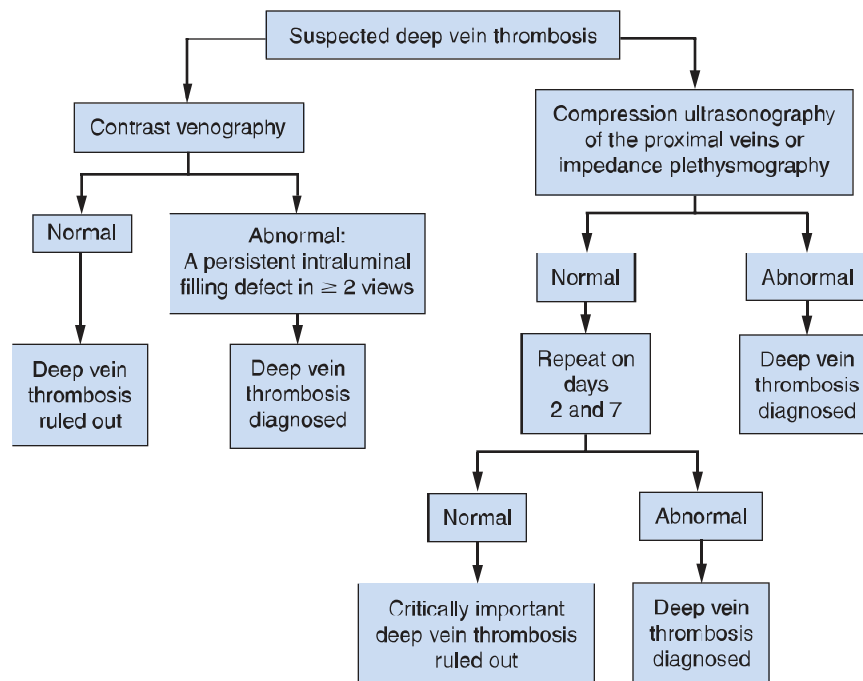 Suspected deep vein thrombosis
Contrast venography
Compression ultrasonography
of the proximal veins or
impedance plethysmography
Normal
Abnormal:
A persistent intraluminal
filling defect in ≥ 2 views
Normal
Abnormal
Deep vein
thrombosis
ruled out
Deep vein
thrombosis
diagnosed
Repeat on
days
2 and 7
Deep vein
thrombosis
diagnosed
Normal
Abnormal
Critically important
deep vein thrombosis
ruled out
Deep vein
thrombosis
diagnosed